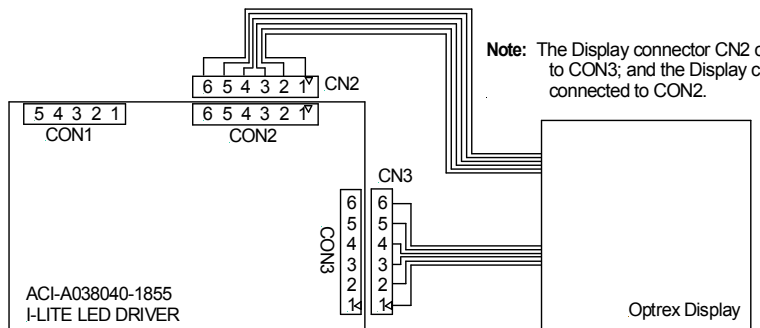 Note: The Display connector CN2
to CON3; and the Display
connected to CON2.
6 5 4 3 2 1 CN2
5 4 3 2 1
CON1
6 5 4 3 2 1
CON2
CN3
6
5
4
3
2
1
6
5
4
3
2
1
CON3
ACI-A038040-1855
I-LITE LED DRIVER
Optrex Display